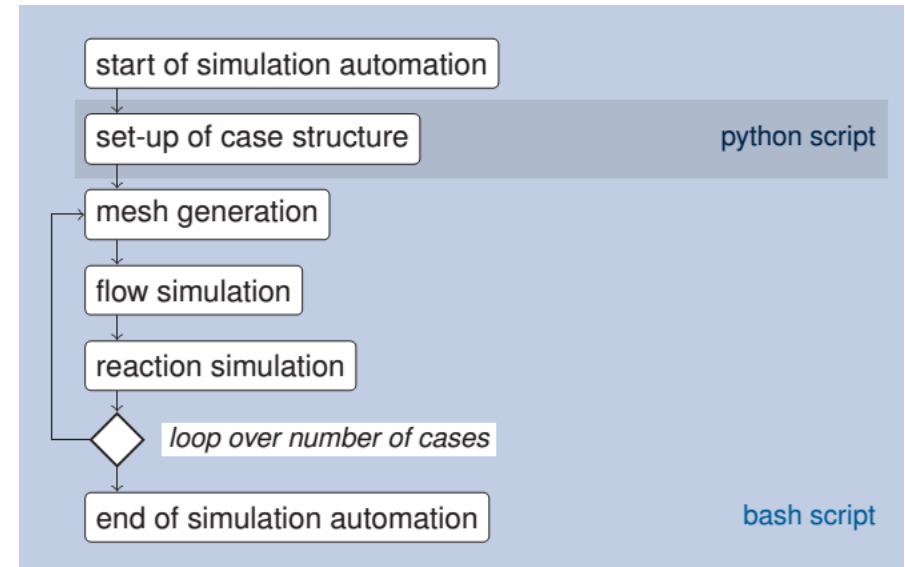 start of simulation automation
set-up of case structure
python script
mesh generation
flow simulation
reaction simulation
loop over number of cases
end of simulation automation
bash script